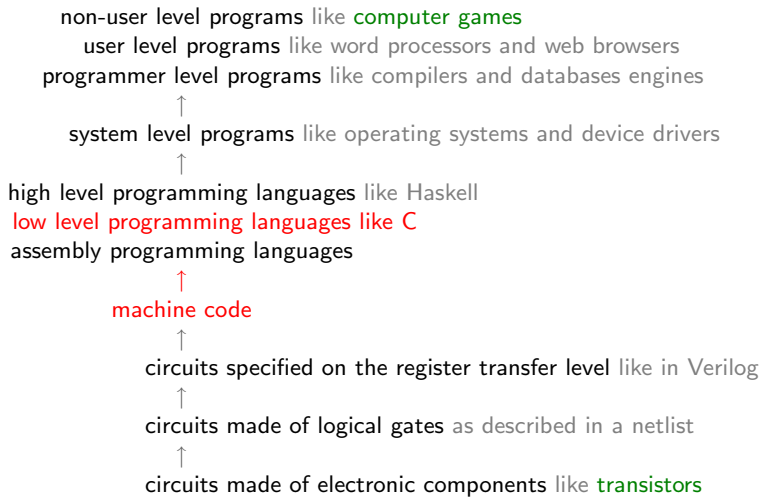 non-user level programs like computer games
user level programs like word processors and web browsers
programmer level programs like compilers and databases engines
↑
system level programs like operating systems and device drivers
↑
high level programming languages like Haskell
low level programming languages like C
assembly programming languages
↑
machine code
↑
circuits specified on the register transfer level like in Verilog
↑
circuits made of logical gates as described in a netlist
↑
circuits made of electronic components like transistors